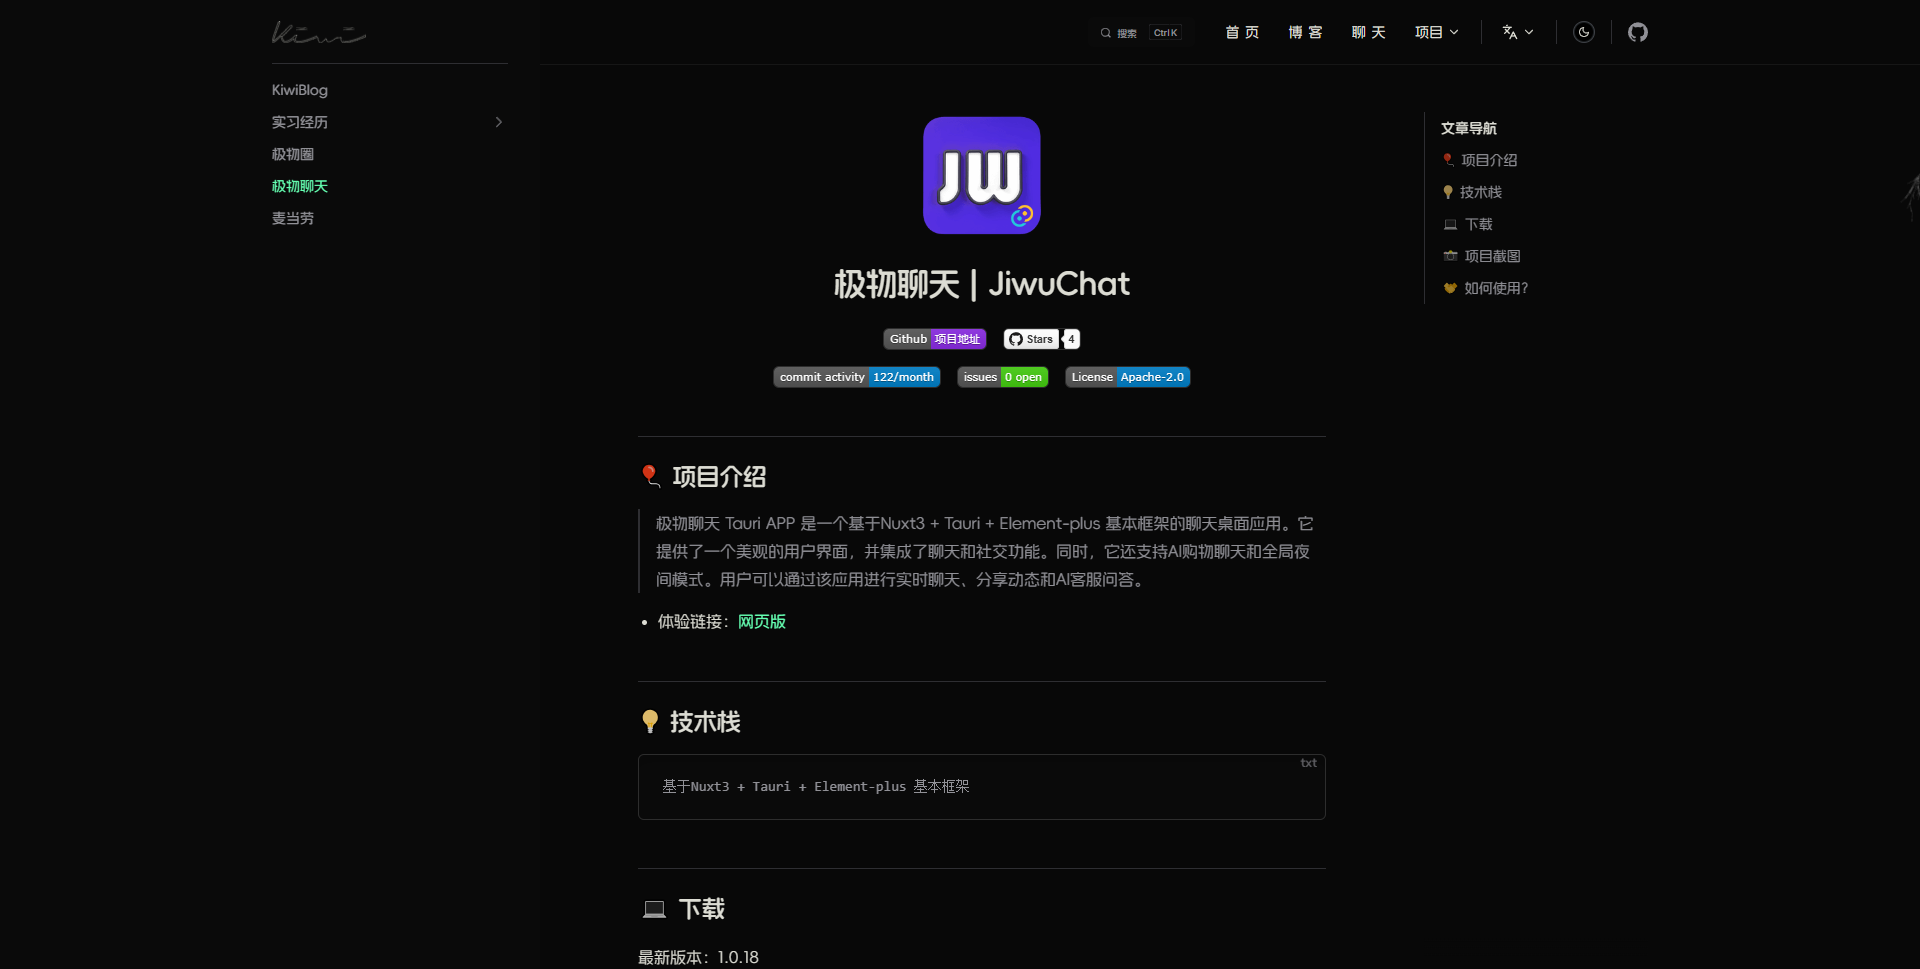 Kiwi
搜索 Ctrl K
首 页
博 客
聊 天
项目
KiwiBlog
实习经历
极物圈
极物聊天
麦当劳
JW
极物聊天 | JiwuChat
Github 项目地址
Stars 4
commit activity 122/month
issues 0 open
License Apache-2.0
项目介绍
极物聊天 Tauri APP 是一个基于Nuxt3 + Tauri + Element-plus 基本框架的聊天桌面应用。它
提供了一个美观的用户界面，并集成了聊天和社交功能。同时，它还支持AI购物聊天和全局夜
间模式。用户可以通过该应用进行实时聊天、分享动态和AI客服问答。
体验链接：网页版
技术栈
txt
基于Nuxt3 + Tauri + Element-plus 基本框架
下载
最新版本：1.0.18
文章导航
项目介绍
技术栈
下载
项目截图
如何使用?